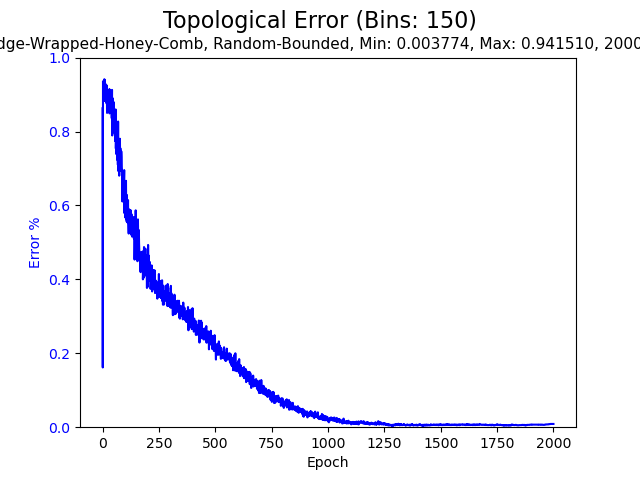 Topological Error (Bins: 150)
dge-Wrapped-Honey-Comb, Random-Bounded, Min: 0.003774, Max: 0.941510, 2000
1.0
0.8
0.6
0.4
0.2
0.0
Error %
0 250 500 750 1000 1250 1500 1750 2000
Epoch